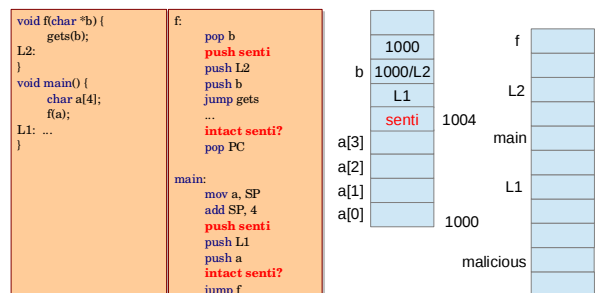 void f(char *b) {
gets(b);
L2:
}
void main() {
char a[4];
f(a);
L1: ...
}
f:
pop b
push senti
push L2
push b
jump gets
...
intact senti?
pop PC
main:
mov a, SP
add SP, 4
push senti
push L1
push a
intact senti?
jump f
1000
b 1000/L2
L1
senti 1004
a[3]
a[2]
a[1]
a[0]
1000
f
L2
main
L1
malicious